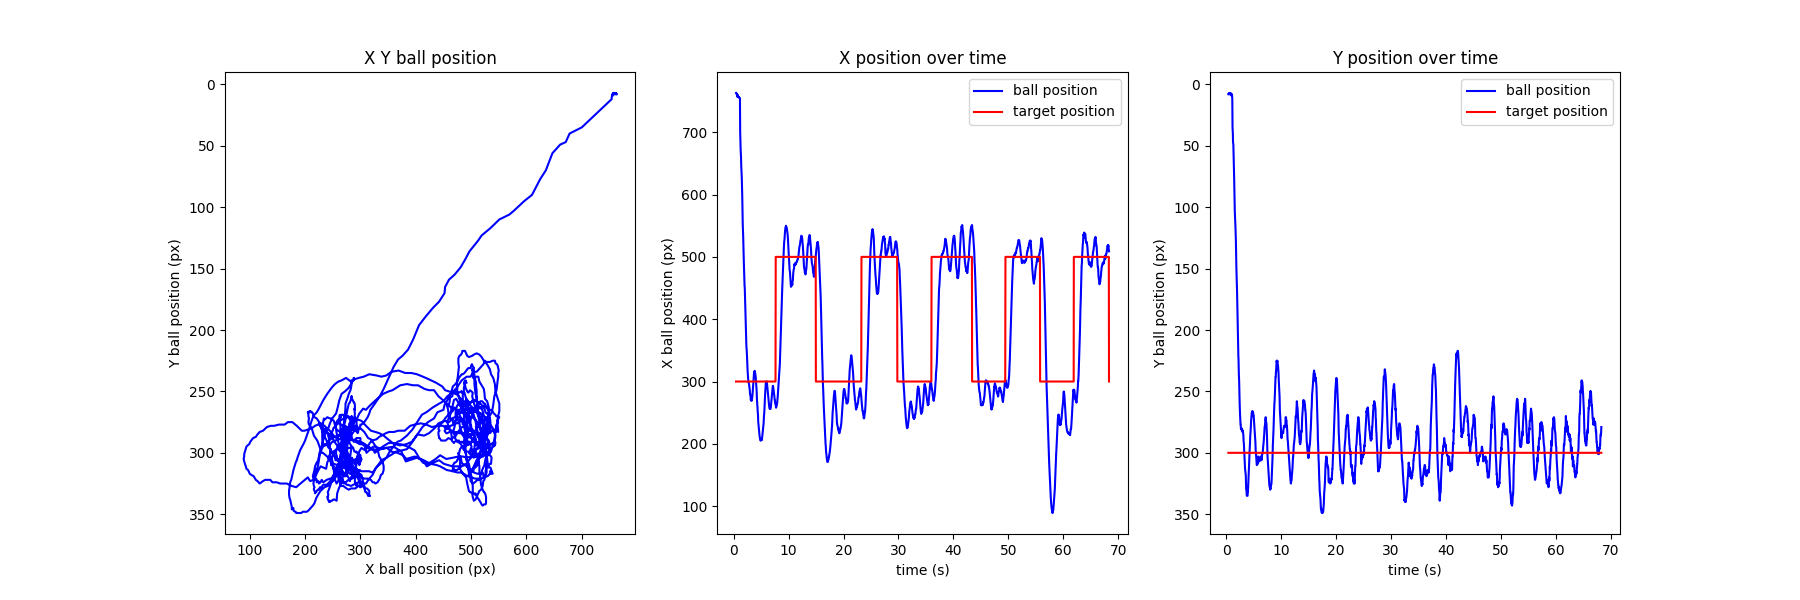 X Y ball position
0
50
100
150
200
250
300
350
Y ball position (px)
100 200 300 400 500 600 700
X ball position (px)
X position over time
ball position
target position
700
600
500
400
300
200
100
X ball position (px)
0 10 20 30 40 50 60 70
time (s)
Y position over time
ball position
target position
0
50
100
150
200
250
300
350
Y ball position (px)
0 10 20 30 40 50 60 70
time (s)